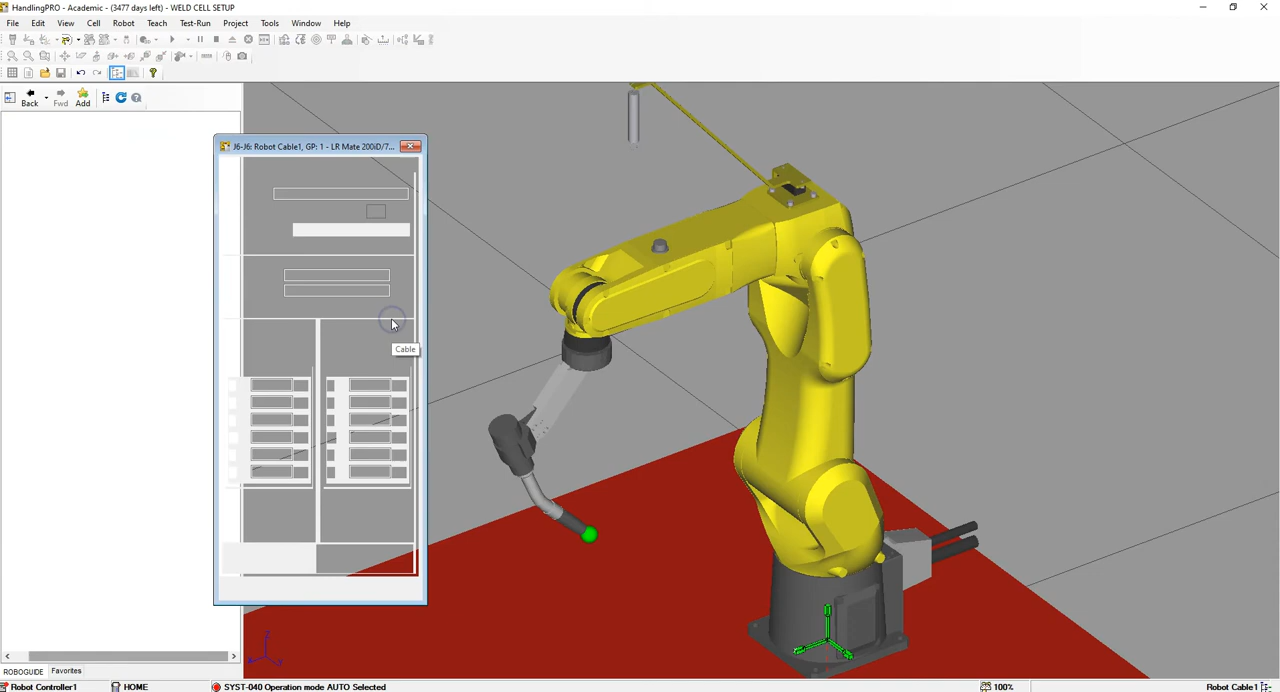 HandlingPRO - Academic - (3477 days left) - WELD CELL SETUP
File Edit View Cell Robot Teach Test-Run Project Tools Window Help
Back Fwd Add
J6-J6: Robot Cable1, GP: 1 - LR Mate 200iD/7...
Cable
ROBOGUIDE Favorites
Robot Controller1 HOME SYST-040 Operation mode AUTO Selected 100% Robot Cable1